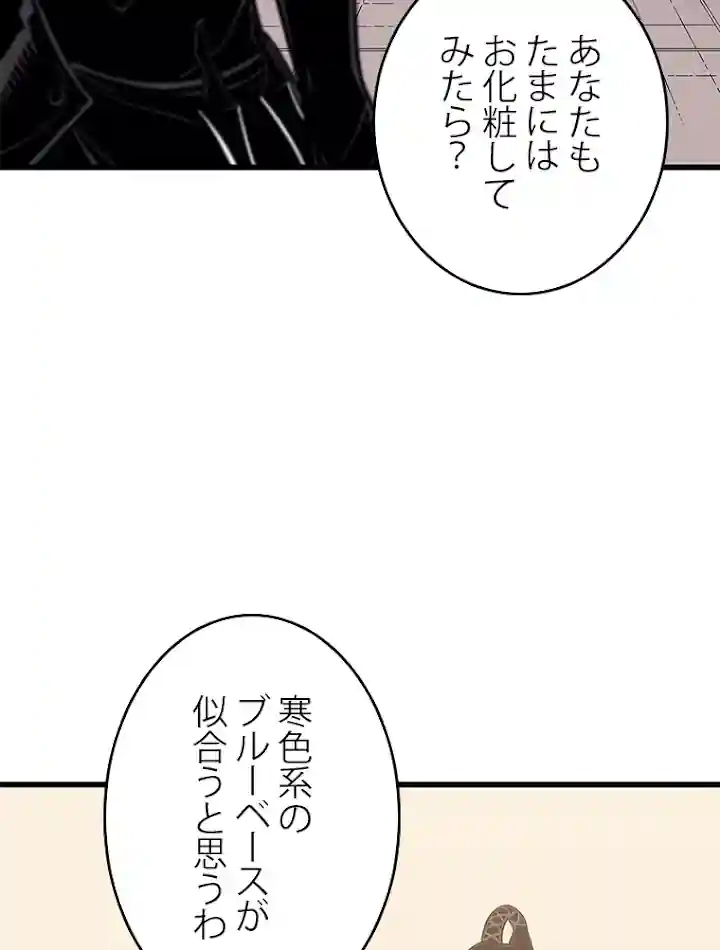 あなたも
たまには
お化粧して
みたら？
寒色系の
ブルーベースが
似合うと思うわ